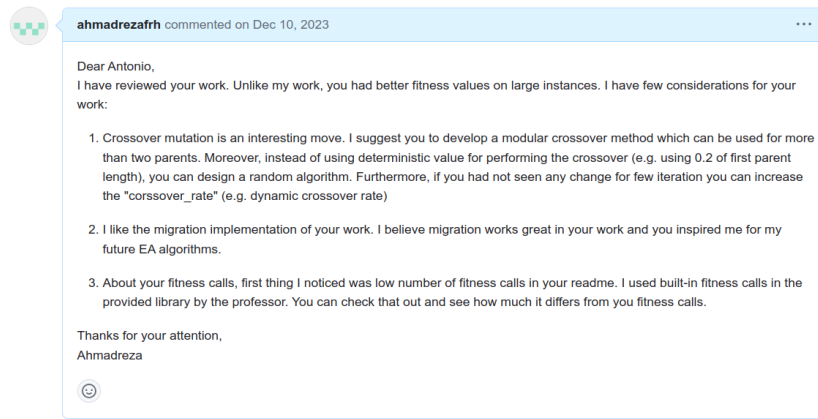 ahmadrezafrh commented on Dec 10, 2023
Dear Antonio,
I have reviewed your work. Unlike my work, you had better fitness values on large instances. I have few considerations for your
work:
1. Crossover mutation is an interesting move. I suggest you to develop a modular crossover method which can be used for more
than two parents. Moreover, instead of using deterministic value for performing the crossover (e.g. using 0.2 of first parent
length), you can design a random algorithm. Furthermore, if you had not seen any change for few iteration you can increase
the "corssover_rate" (e.g. dynamic crossover rate)
2. I like the migration implementation of your work. I believe migration works great in your work and you inspired me for my
future EA algorithms.
3. About your fitness calls, first thing I noticed was low number of fitness calls in your readme. I used built-in fitness calls in the
provided library by the professor. You can check that out and see how much it differs from you fitness calls.
Thanks for your attention,
Ahmadreza